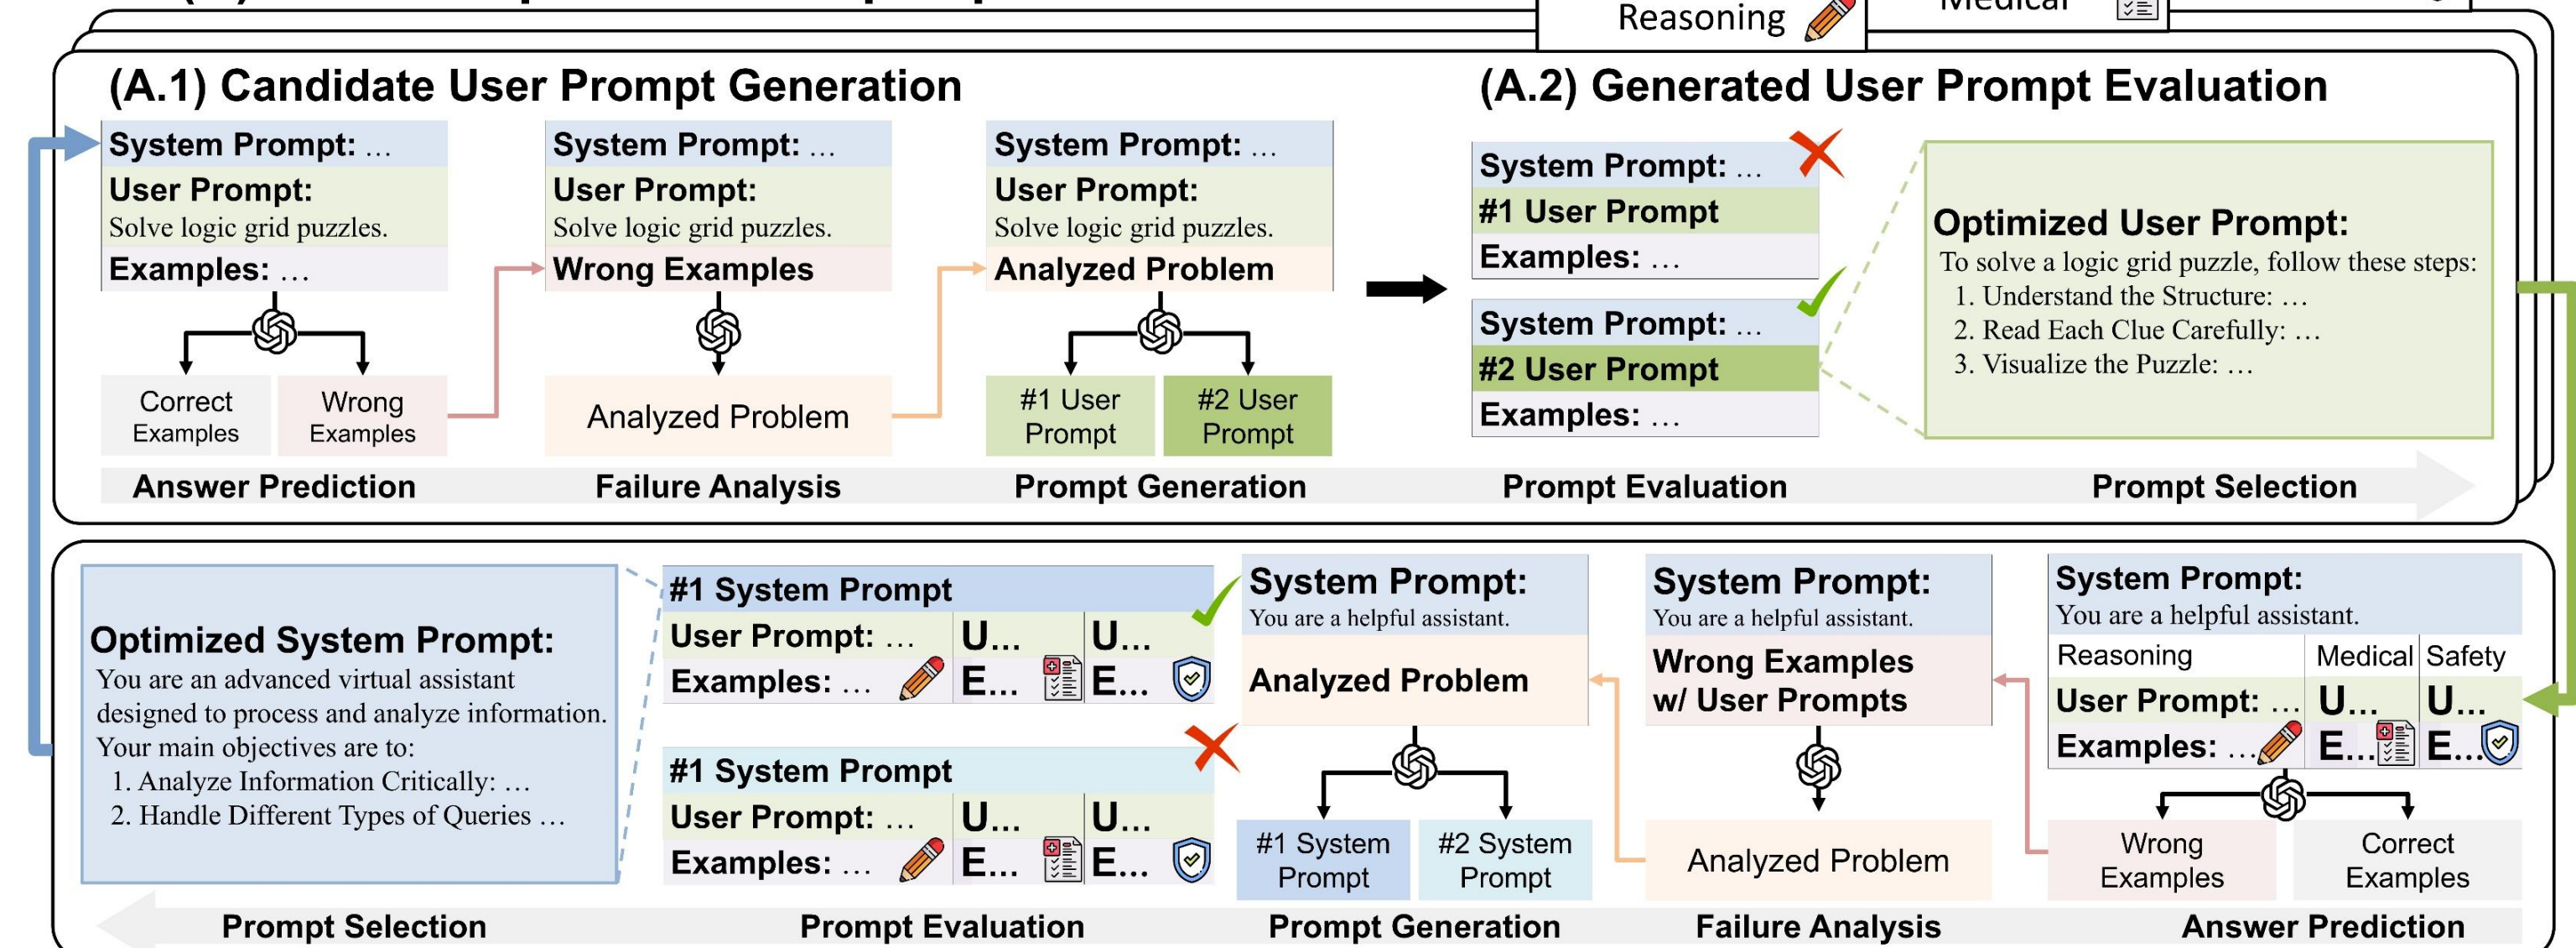 Reasoning
(A.1) Candidate User Prompt Generation
System Prompt: …
User Prompt:
Solve logic grid puzzles.
Examples: …
Correct
Examples
Wrong
Examples
System Prompt: …
User Prompt:
Solve logic grid puzzles.
Wrong Examples
Analyzed Problem
System Prompt: …
User Prompt:
Solve logic grid puzzles.
Analyzed Problem
#1 User
Prompt
#2 User
Prompt
(A.2) Generated User Prompt Evaluation
System Prompt: …
#1 User Prompt
Examples: …
System Prompt: …
#2 User Prompt
Examples: …
Optimized User Prompt:
To solve a logic grid puzzle, follow these steps:
1. Understand the Structure: …
2. Read Each Clue Carefully: …
3. Visualize the Puzzle: …
Answer Prediction
Failure Analysis
Prompt Generation
Prompt Evaluation
Prompt Selection
Optimized System Prompt:
You are an advanced virtual assistant
designed to process and analyze information.
Your main objectives are to:
1. Analyze Information Critically: …
2. Handle Different Types of Queries …
#1 System Prompt
User Prompt: … U... U...
Examples: … E... E...
#1 System Prompt
User Prompt: … U... U...
Examples: … E... E...
System Prompt:
You are a helpful assistant.
Analyzed Problem
#1 System
Prompt
#2 System
Prompt
System Prompt:
You are a helpful assistant.
Wrong Examples
w/ User Prompts
Analyzed Problem
System Prompt:
You are a helpful assistant.
Reasoning Medical Safety
User Prompt: … U... U...
Examples: … E... E...
Wrong
Examples
Correct
Examples
Prompt Selection
Prompt Evaluation
Prompt Generation
Failure Analysis
Answer Prediction